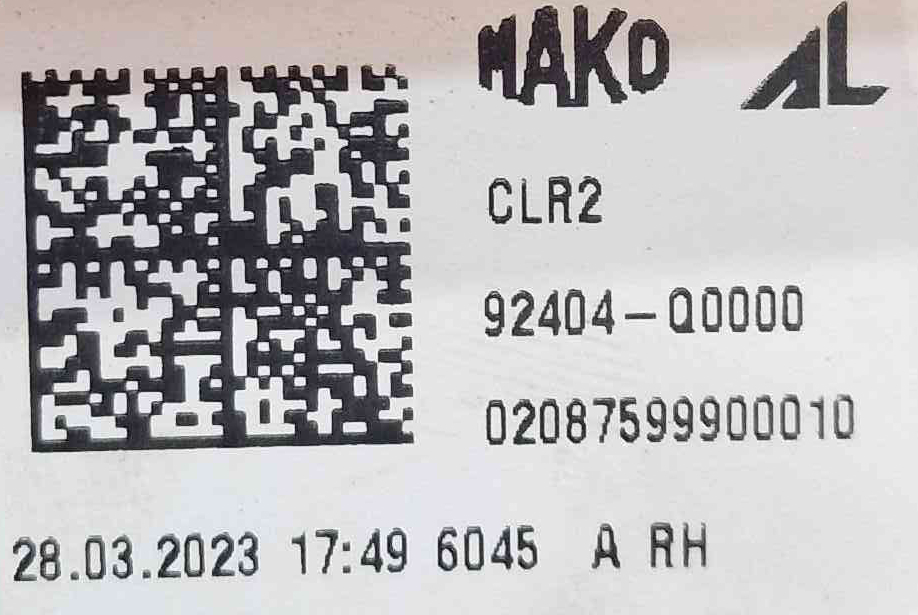 MAKO AL
CLR2
92404-Q0000
02087599900010
28.03.2023 17:49 6045 A RH